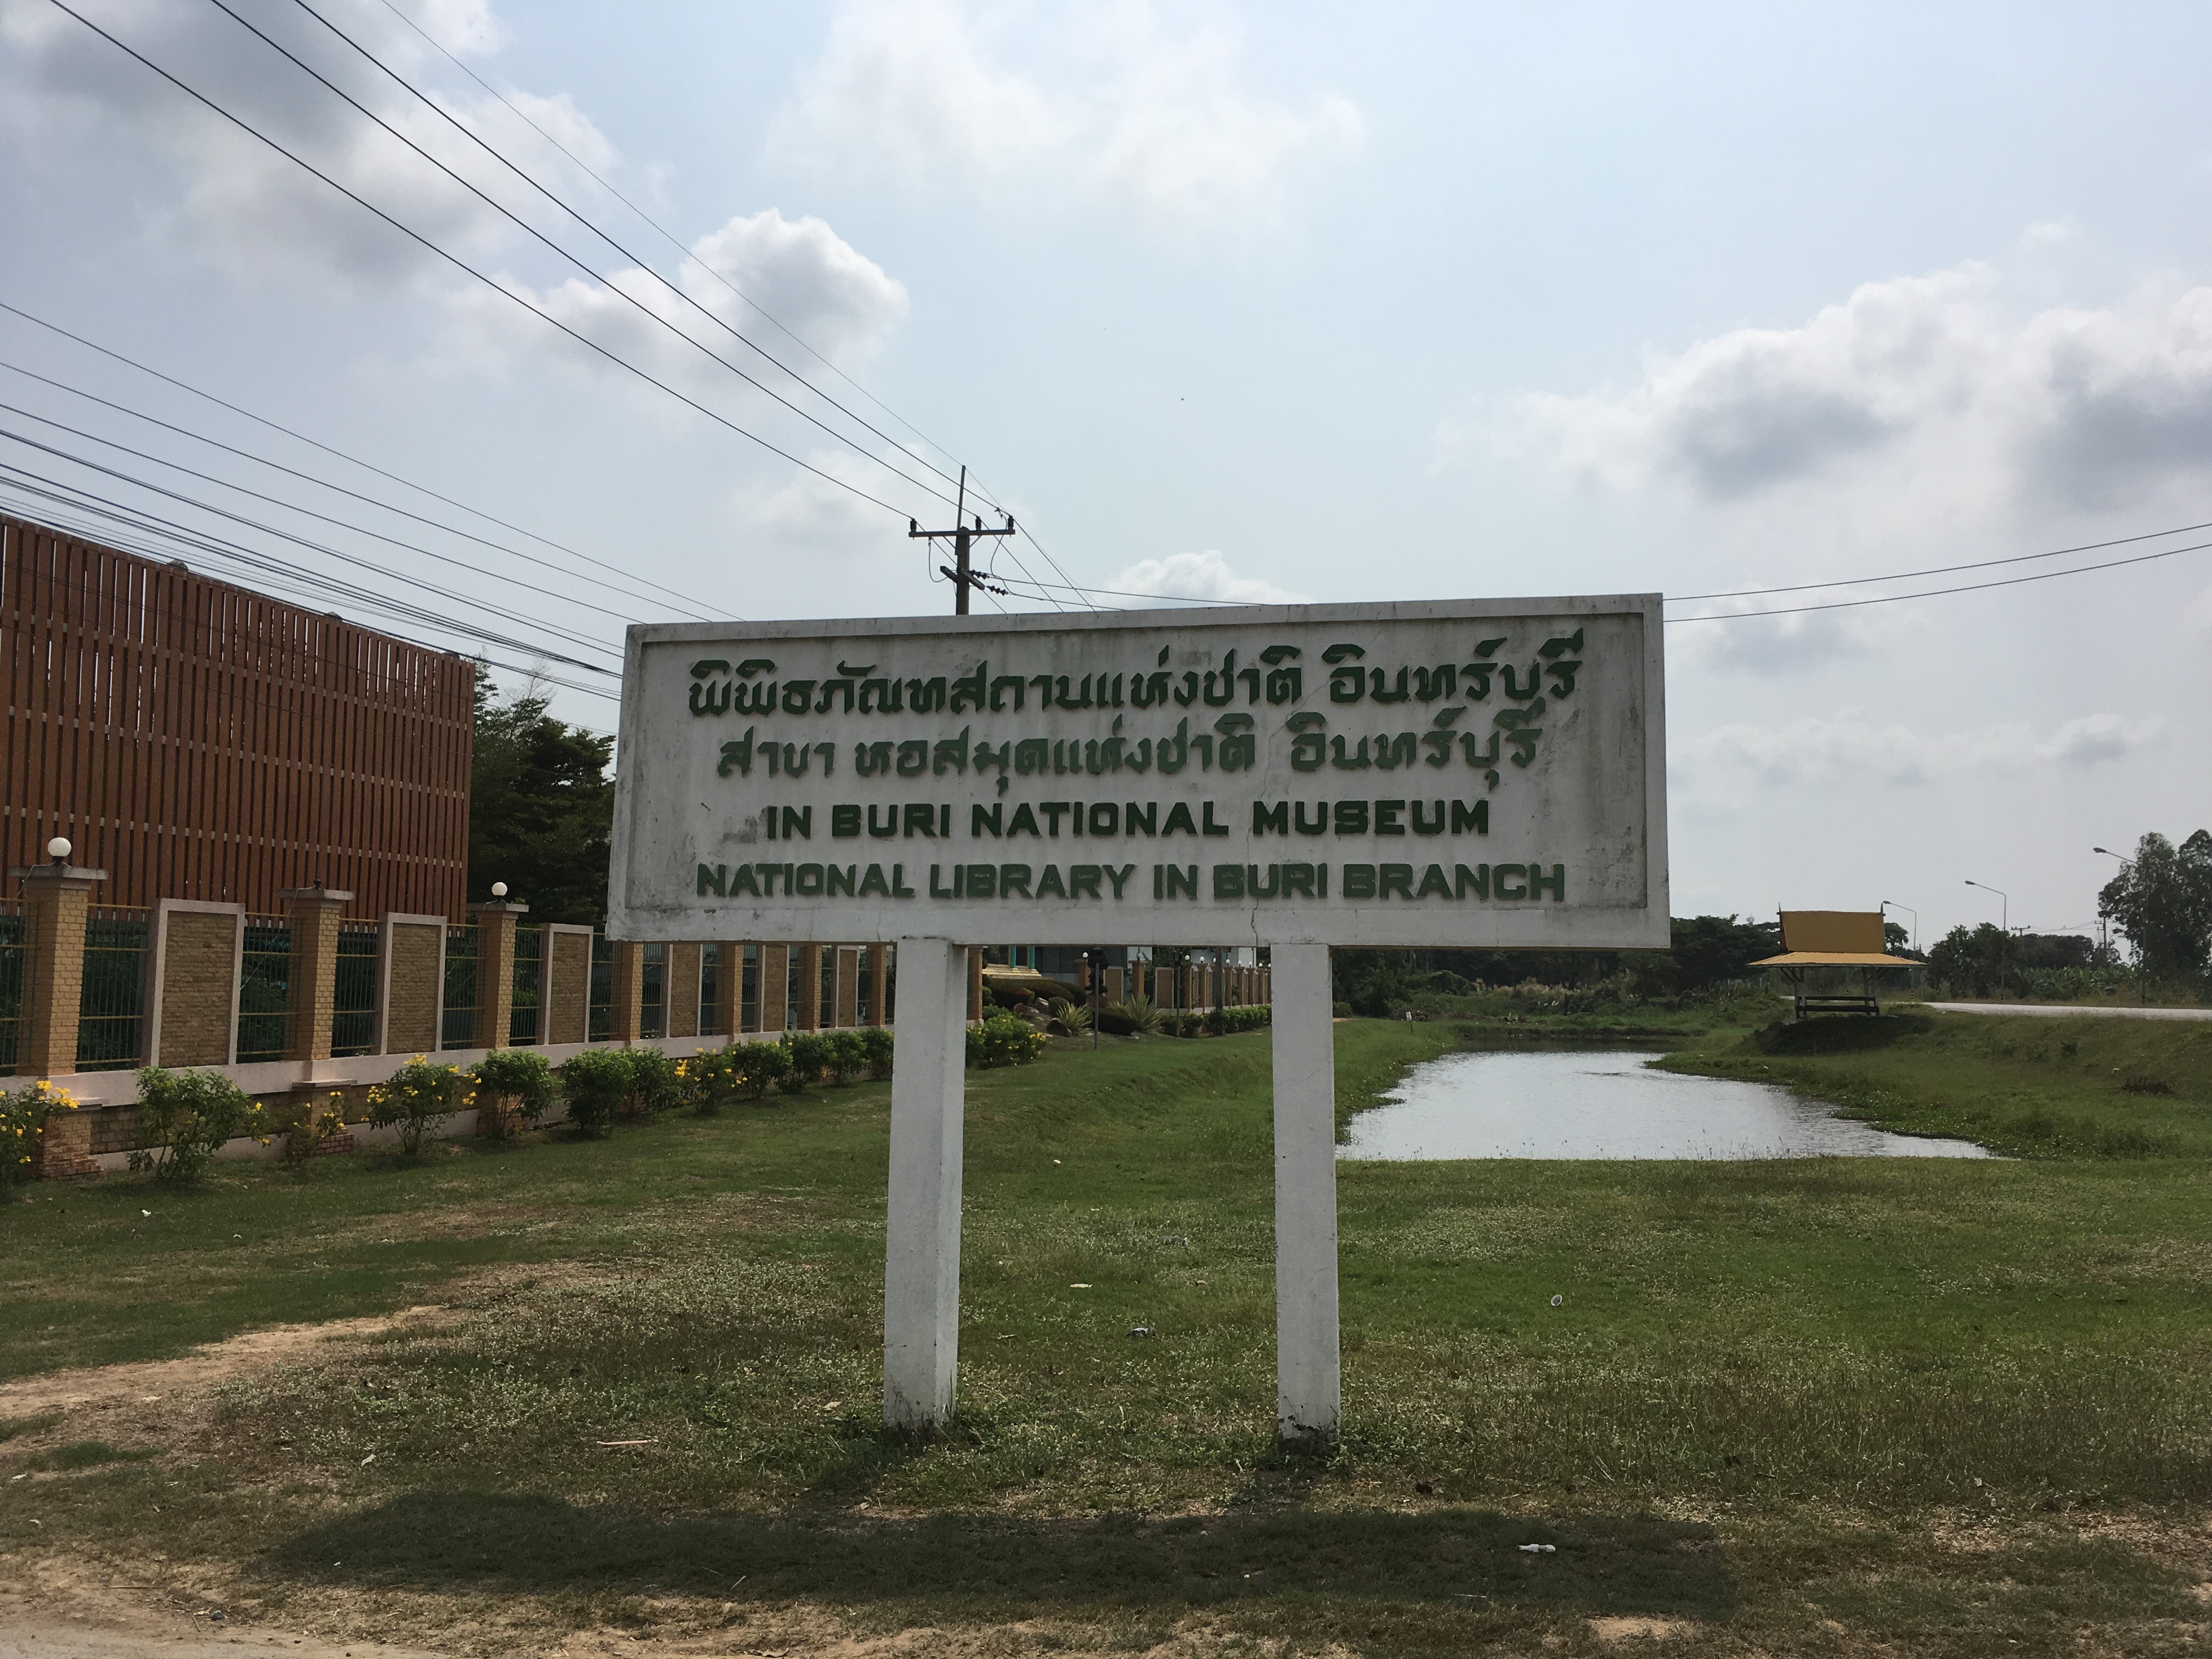 พิพิธภัณฑสถานแห่งชาติ อินทร์บุรี
สาขา หอสมุดแห่งชาติ อินทร์บุรี
IN BURI NATIONAL MUSEUM
NATIONAL LIBRARY IN BURI BRANCH